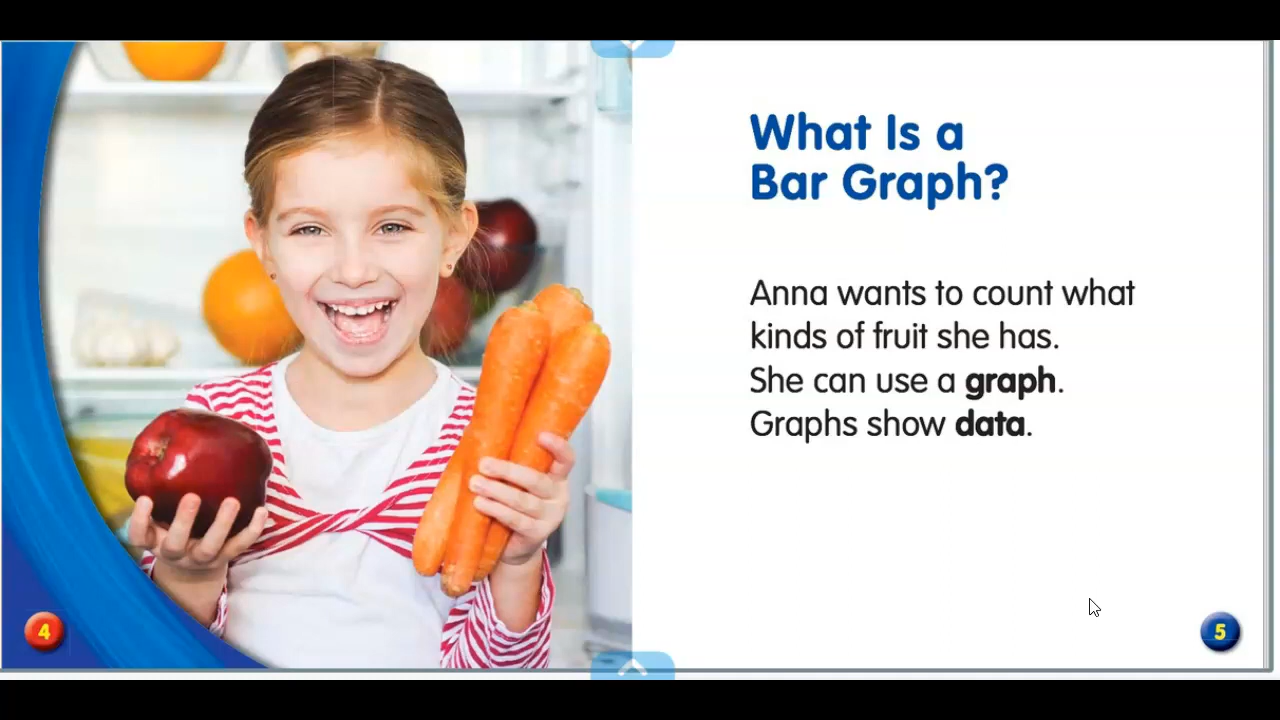 What Is a
Bar Graph?
Anna wants to count what
kinds of fruit she has.
She can use a graph.
Graphs show data.
4
5